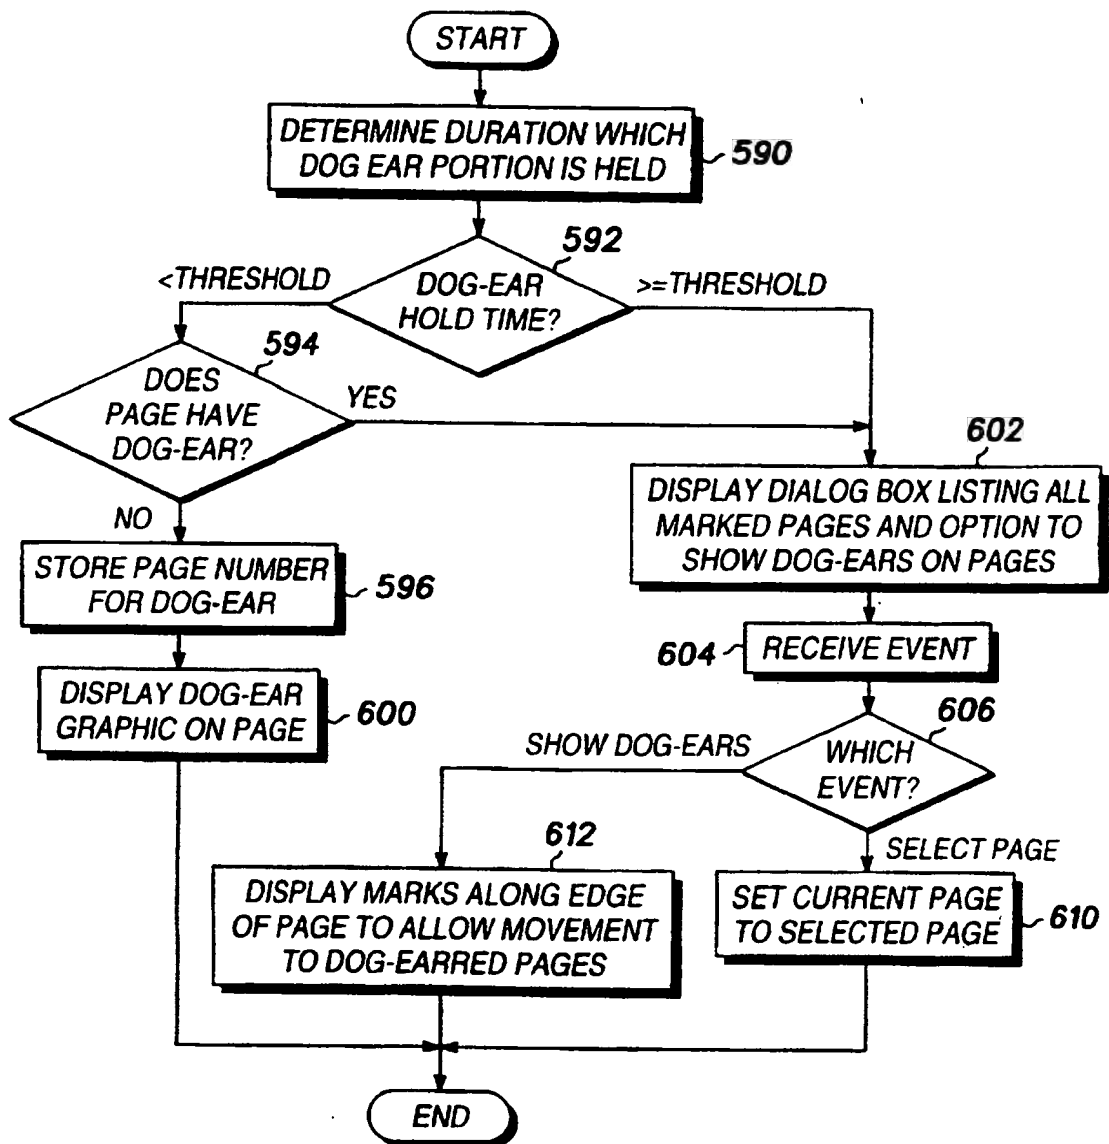 START
DETERMINE DURATION WHICH
DOG EAR PORTION IS HELD
590
592
<THRESHOLD
DOG-EAR
HOLD TIME?
>=THRESHOLD
594
DOES
PAGE HAVE
DOG-EAR?
YES
NO
602
DISPLAY DIALOG BOX LISTING ALL
MARKED PAGES AND OPTION TO
SHOW DOG-EARS ON PAGES
STORE PAGE NUMBER
FOR DOG-EAR
596
604
RECEIVE EVENT
DISPLAY DOG-EAR
GRAPHIC ON PAGE
600
606
SHOW DOG-EARS
WHICH
EVENT?
SELECT PAGE
612
DISPLAY MARKS ALONG EDGE
OF PAGE TO ALLOW MOVEMENT
TO DOG-EARRED PAGES
SET CURRENT PAGE
TO SELECTED PAGE
610
END